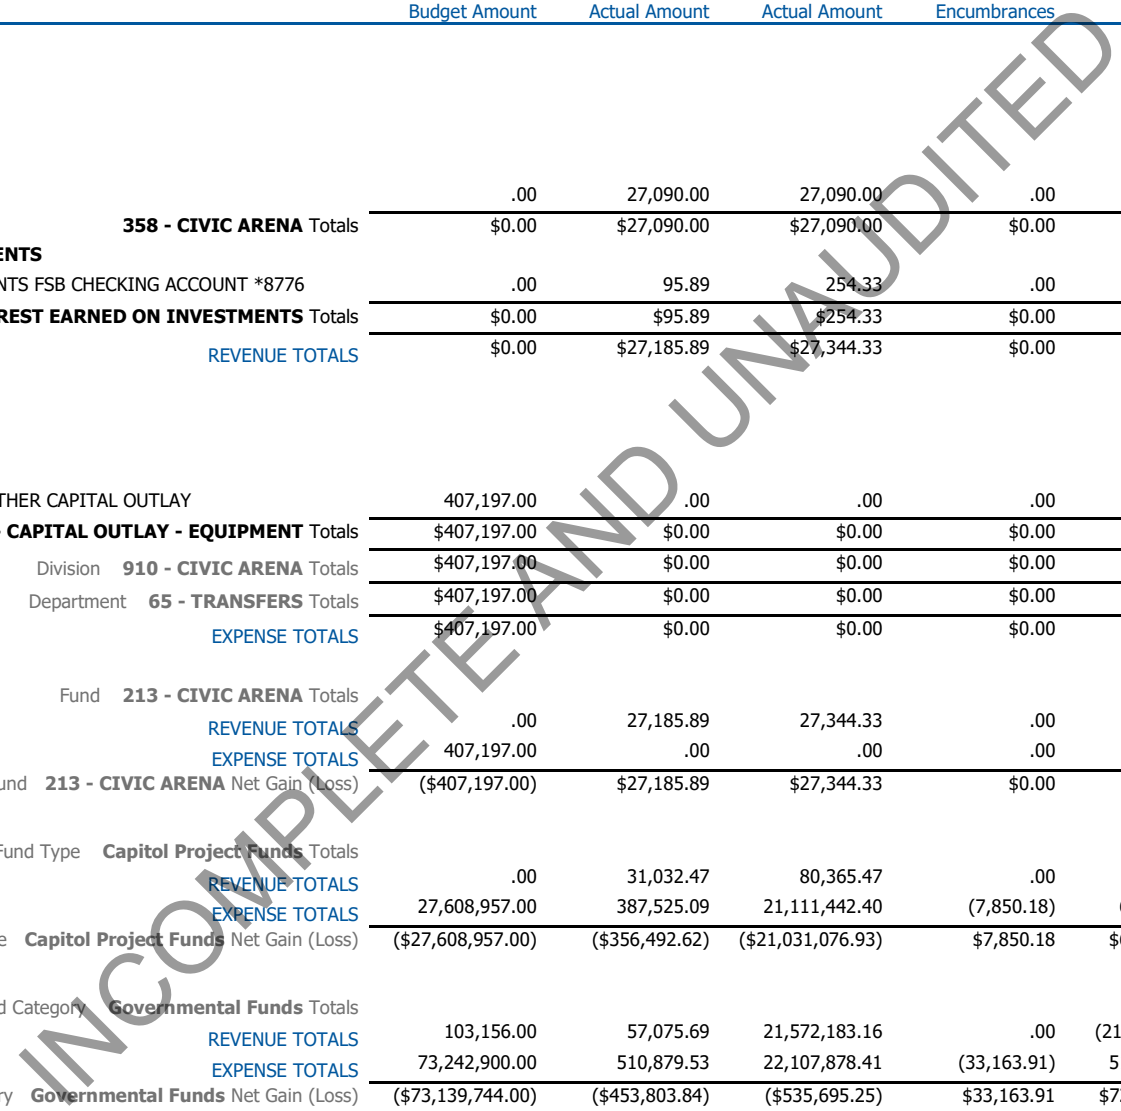 Budget Amount Actual Amount Actual Amount Encumbrances
.00 27,090.00 27,090.00 .00
358 - CIVIC ARENA Totals $0.00 $27,090.00 $27,090.00 $0.00
ENTS
NTS FSB CHECKING ACCOUNT *8776 .00 95.89 254.33 .00
REST EARNED ON INVESTMENTS Totals $0.00 $95.89 $254.33 $0.00
REVENUE TOTALS $0.00 $27,185.89 $27,344.33 $0.00
THER CAPITAL OUTLAY 407,197.00 .00 .00 .00
- CAPITAL OUTLAY - EQUIPMENT Totals $407,197.00 $0.00 $0.00 $0.00
Division 910 - CIVIC ARENA Totals $407,197.00 $0.00 $0.00 $0.00
Department 65 - TRANSFERS Totals $407,197.00 $0.00 $0.00 $0.00
EXPENSE TOTALS $407,197.00 $0.00 $0.00 $0.00
Fund 213 - CIVIC ARENA Totals
REVENUE TOTALS .00 27,185.89 27,344.33 .00
EXPENSE TOTALS 407,197.00 .00 .00 .00
und 213 - CIVIC ARENA Net Gain (Loss) ($407,197.00) $27,185.89 $27,344.33 $0.00
Fund Type Capitol Project Funds Totals
REVENUE TOTALS .00 31,032.47 80,365.47 .00
EXPENSE TOTALS 27,608,957.00 387,525.09 21,111,442.40 (7,850.18)
e Capitol Project Funds Net Gain (Loss) ($27,608,957.00) ($356,492.62) ($21,031,076.93) $7,850.18
d Category Governmental Funds Totals
REVENUE TOTALS 103,156.00 57,075.69 21,572,183.16 .00 (21
EXPENSE TOTALS 73,242,900.00 510,879.53 22,107,878.41 (33,163.91) 5
ry Governmental Funds Net Gain (Loss) ($73,139,744.00) ($453,803.84) ($535,695.25) $33,163.91
INCOMPLETE AND UNAUDITED